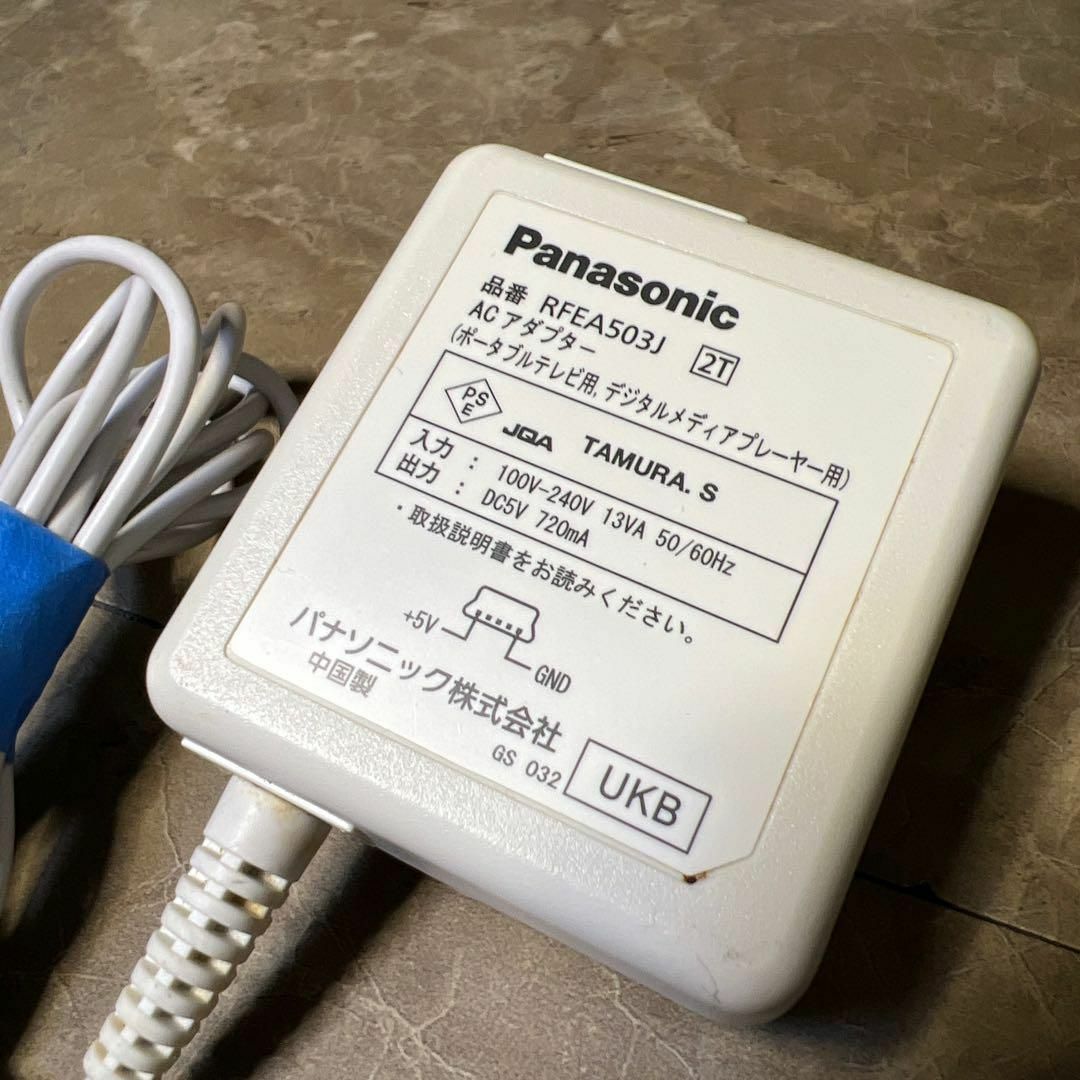 Panasonic
品番 RFEA503J 2T
ACアダプター
(ポータブルテレビ用,デジタルメディアプレーヤー用)
PSE JQA TAMURA. S
入力 : 100V-240V 13VA 50/60Hz
出力 : DC5V 720mA
・取扱説明書をお読みください。
+5V
GND
パナソニック株式会社
中国製
GS 032
UKB